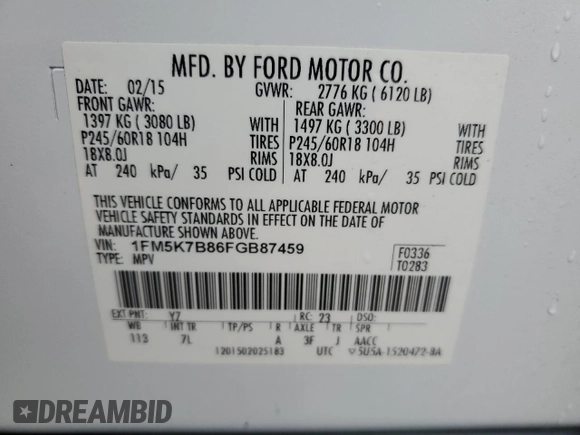 MFD. BY FORD MOTOR CO.
DATE: 02/15 GVWR: 2776 KG ( 6120 LB)
FRONT GAWR: REAR GAWR:
1397 KG ( 3080 LB) WITH 1497 KG ( 3300 LB) WITH
P245/60R18 104H TIRES P245/60R18 104H TIRES
18X8.0J RIMS 18X8.0J RIMS
AT 240 kPa/ 35 PSI COLD AT 240 kPa/ 35 PSI COLD
THIS VEHICLE CONFORMS TO ALL APPLICABLE FEDERAL MOTOR
VEHICLE SAFETY STANDARDS IN EFFECT ON THE DATE OF
MANUFACTURE SHOWN ABOVE.
VIN: 1FM5K7B86FGB87459 F0336
TYPE: MPV T0283
EXT PNT: YZ RC: 23 DSO:
WB INT TR TP/PS R AXLE TR SPR
113 7L A 3F J AACC
1201502025183 UTC 5U5A-1520472-BA
DREAMBID